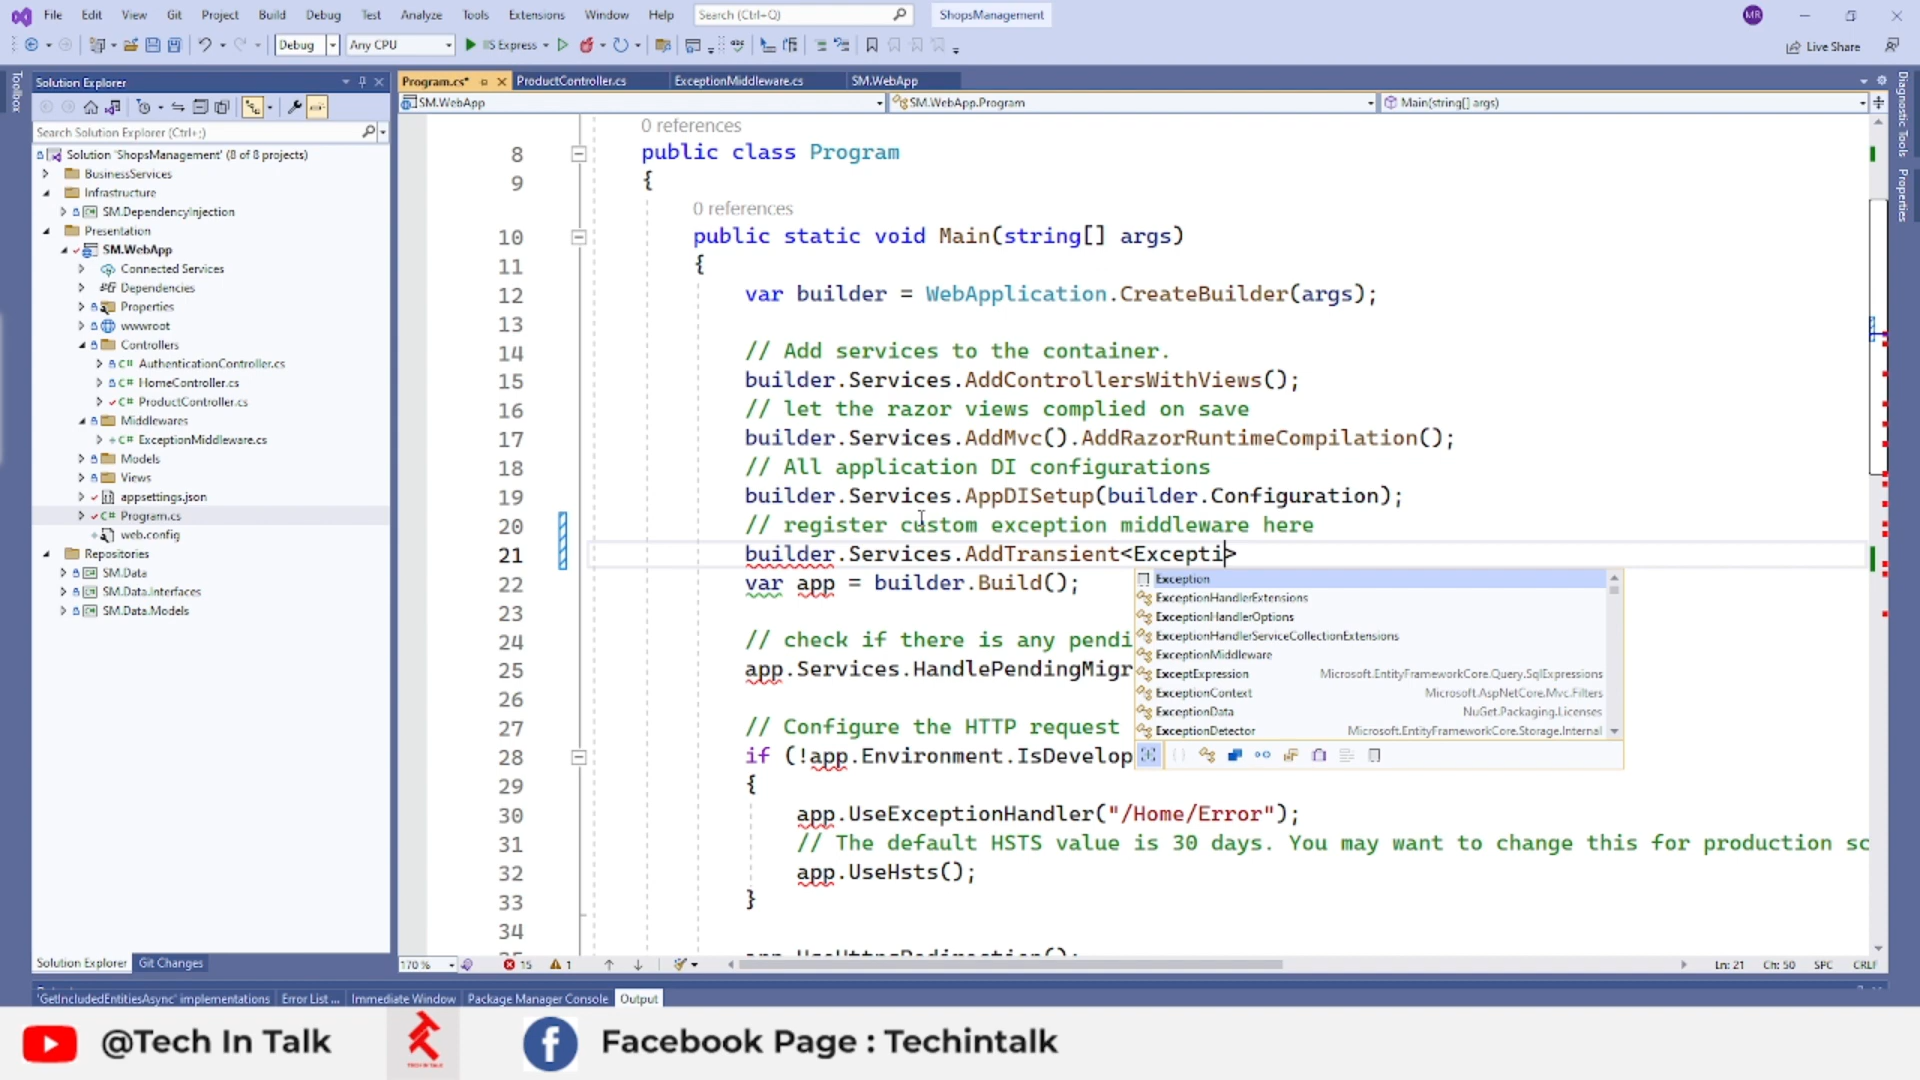 File Edit View Git Project Build Debug Test Analyze Tools Extensions Window Help Search (Ctrl+Q) ShopsManagement MR
Debug Any CPU IIS Express Live Share
Toolbox
Solution Explorer
Search Solution Explorer (Ctrl+;)
Solution 'ShopsManagement' (8 of 8 projects)
BusinessServices
Infrastructure
SM.DependencyInjection
Presentation
SM.WebApp
Connected Services
Dependencies
Properties
wwwroot
Controllers
AuthenticationController.cs
HomeController.cs
ProductController.cs
Middlewares
ExceptionMiddleware.cs
Models
Views
appsettings.json
Program.cs
web.config
Repositories
SM.Data
SM.Data.Interfaces
SM.Data.Models
Solution Explorer Git Changes
Program.cs* ProductController.cs ExceptionMiddleware.cs SM.WebApp
SM.WebApp SM.WebApp.Program Main(string[] args)
0 references
8 public class Program
9 {
0 references
10 public static void Main(string[] args)
11 {
12 var builder = WebApplication.CreateBuilder(args);
13
14 // Add services to the container.
15 builder.Services.AddControllersWithViews();
16 // let the razor views complied on save
17 builder.Services.AddMvc().AddRazorRuntimeCompilation();
18 // All application DI configurations
19 builder.Services.AppDISetup(builder.Configuration);
20 // register custom exception middleware here
21 builder.Services.AddTransient<Excepti>
22 var app = builder.Build();
23
24 // check if there is any pendi
25 app.Services.HandlePendingMigr
26
27 // Configure the HTTP request
28 if (!app.Environment.IsDevelop
29 {
30 app.UseExceptionHandler("/Home/Error");
31 // The default HSTS value is 30 days. You may want to change this for production sc
32 app.UseHsts();
33 }
34
Exception
ExceptionHandlerExtensions
ExceptionHandlerOptions
ExceptionHandlerServiceCollectionExtensions
ExceptionMiddleware
ExceptExpression Microsoft.EntityFrameworkCore.Query.SqlExpressions
ExceptionContext Microsoft.AspNetCore.Mvc.Filters
ExceptionData NuGet.Packaging.Licenses
ExceptionDetector Microsoft.EntityFrameworkCore.Storage.Internal
170 % 15 1 Ln: 21 Ch: 50 SPC CRLF
Diagnostic Tools
Properties
'GetIncludedEntitiesAsync' implementations Error List ... Immediate Window Package Manager Console Output
@Tech In Talk TECH IN TALK Facebook Page : Techintalk